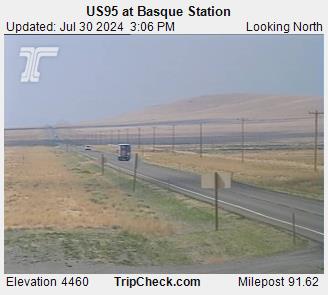 US95 at Basque Station
Updated: Jul 30 2024  3:06 PM  Looking North
Elevation 4460  TripCheck.com  Milepost 91.62